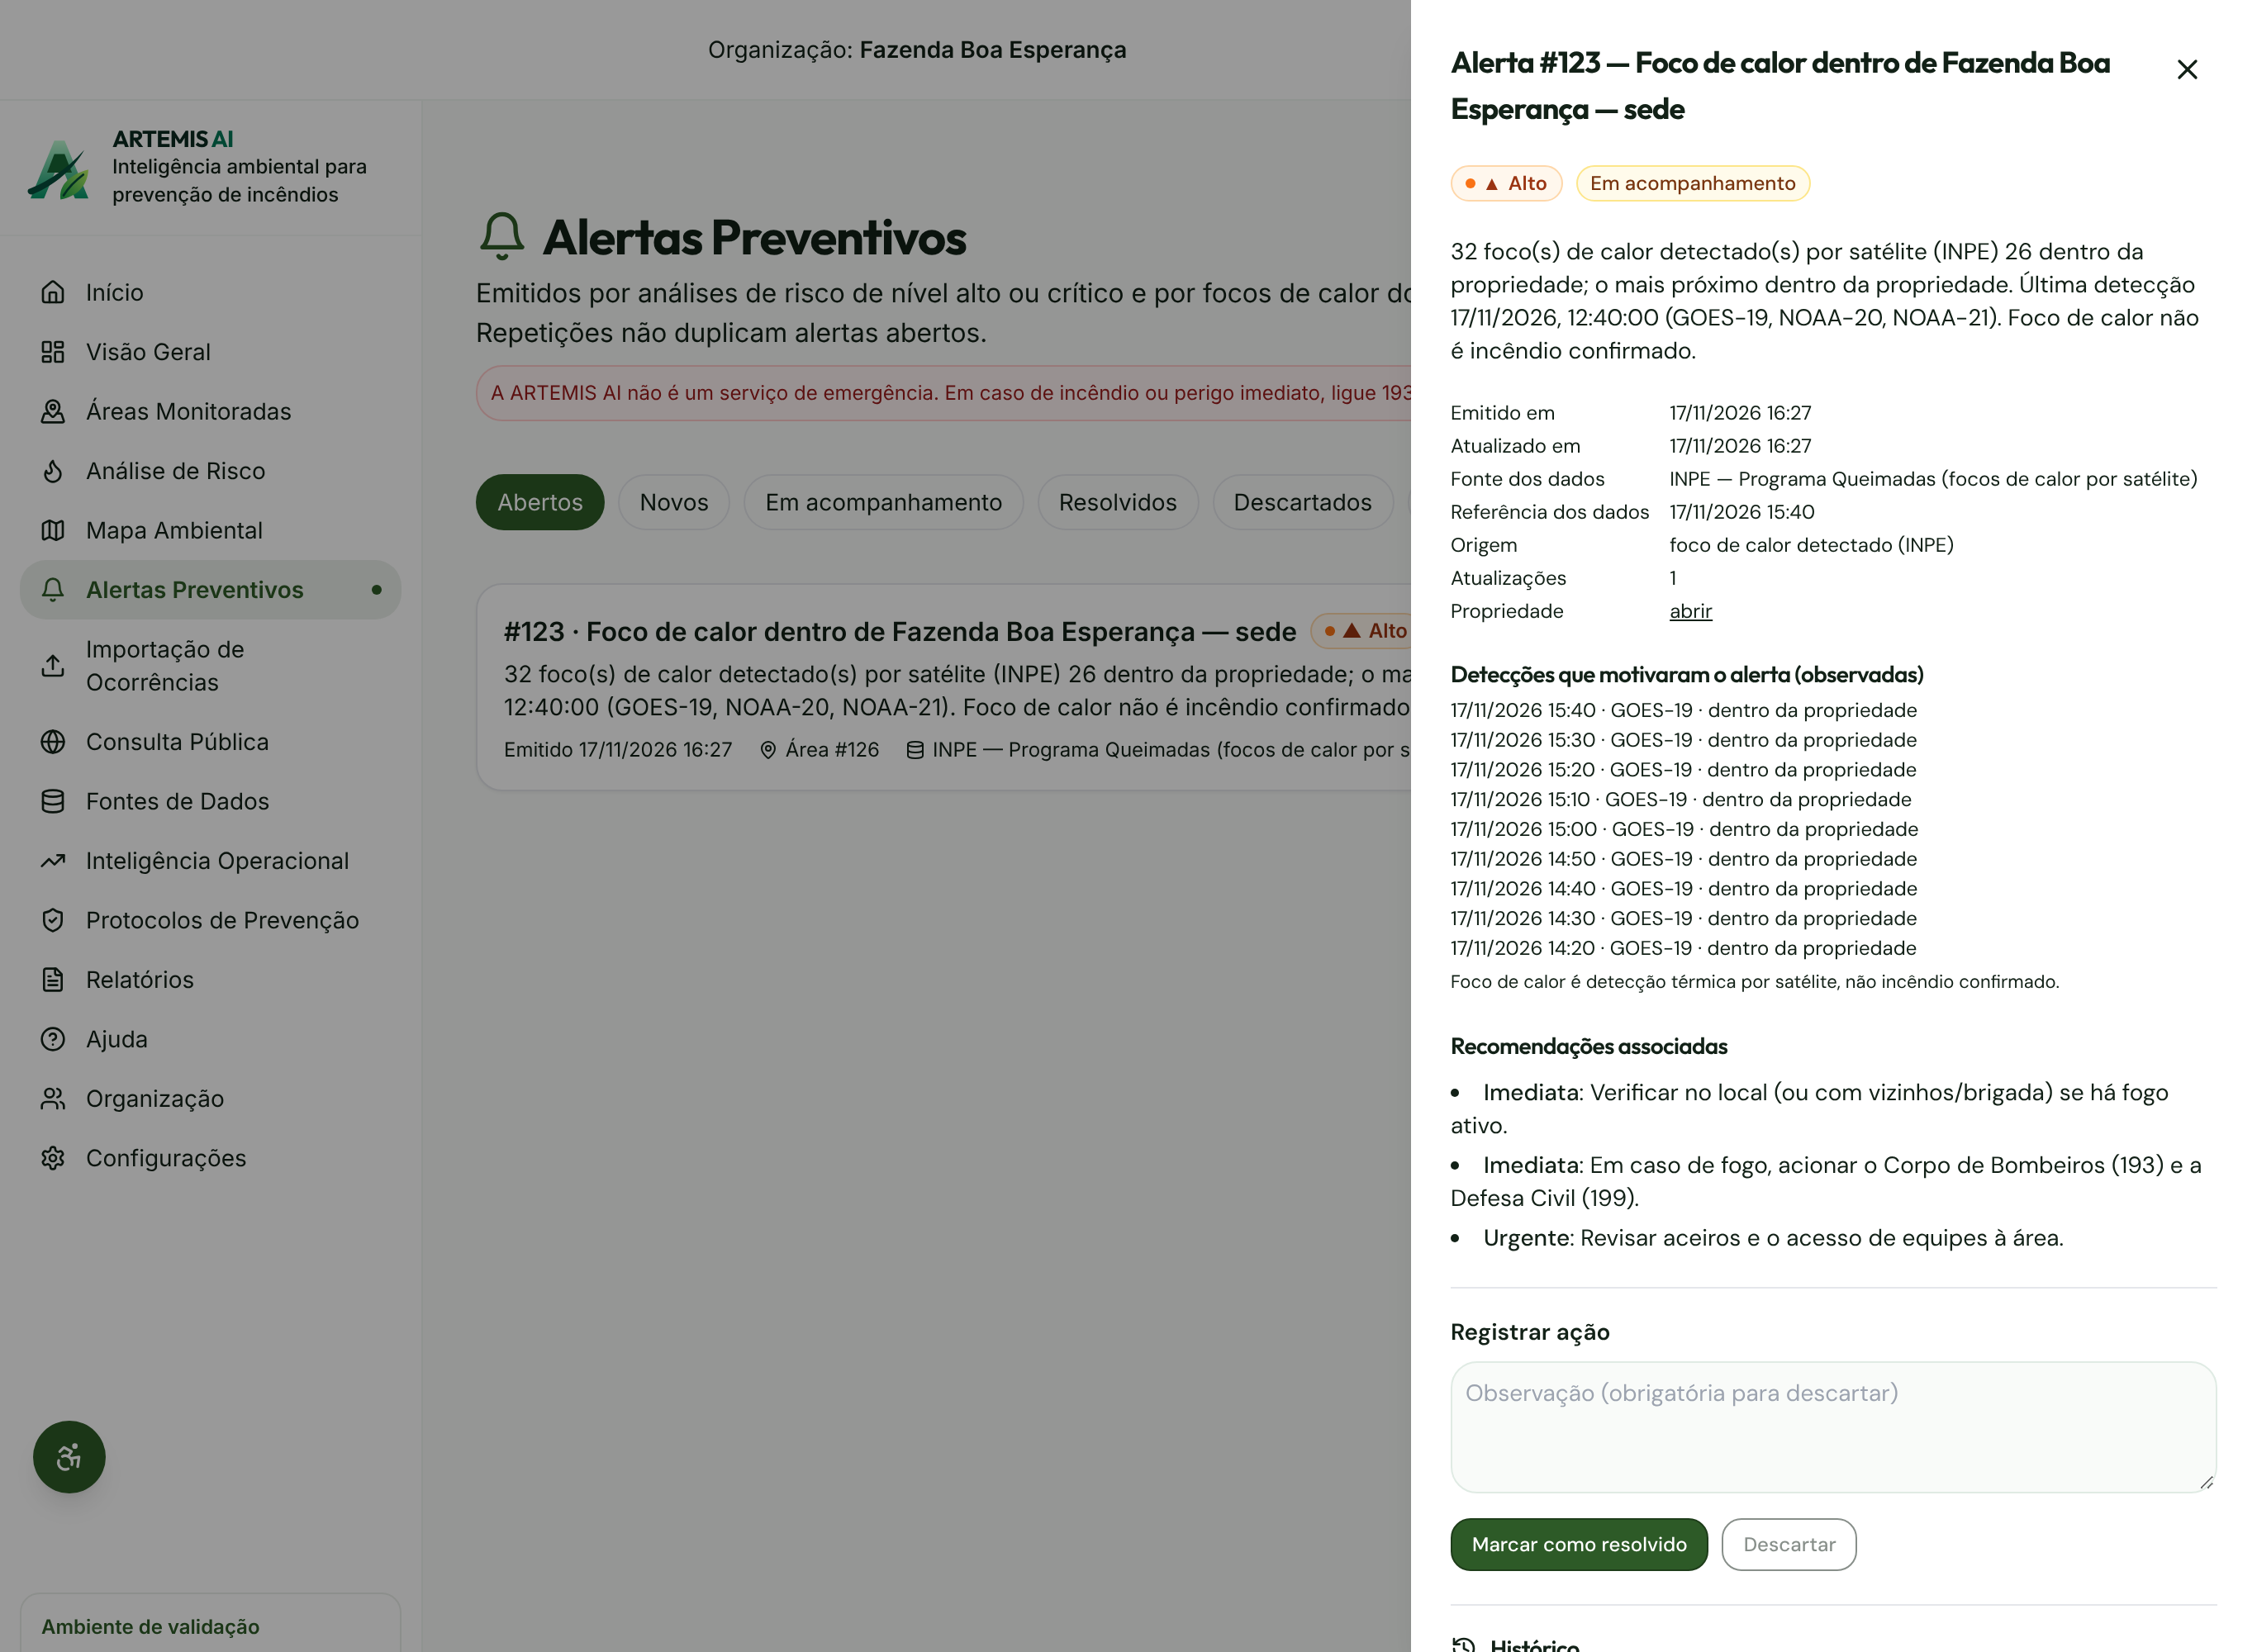 Organização: Fazenda Boa Esperança
ARTEMIS AI
Inteligência ambiental para
prevenção de incêndios
Início
Visão Geral
Áreas Monitoradas
Análise de Risco
Mapa Ambiental
Alertas Preventivos
Importação de
Ocorrências
Consulta Pública
Fontes de Dados
Inteligência Operacional
Protocolos de Prevenção
Relatórios
Ajuda
Organização
Configurações
Ambiente de validação
Alertas Preventivos
Emitidos por análises de risco de nível alto ou crítico e por focos de calor do
Repetições não duplicam alertas abertos.
A ARTEMIS AI não é um serviço de emergência. Em caso de incêndio ou perigo imediato, ligue 193
Abertos
Novos
Em acompanhamento
Resolvidos
Descartados
#123 · Foco de calor dentro de Fazenda Boa Esperança — sede ▲ Alto
32 foco(s) de calor detectado(s) por satélite (INPE) 26 dentro da propriedade; o ma
12:40:00 (GOES-19, NOAA-20, NOAA-21). Foco de calor não é incêndio confirmado
Emitido 17/11/2026 16:27 Área #126 INPE — Programa Queimadas (focos de calor por s
Alerta #123 — Foco de calor dentro de Fazenda Boa
Esperança — sede
▲ Alto
Em acompanhamento
32 foco(s) de calor detectado(s) por satélite (INPE) 26 dentro da
propriedade; o mais próximo dentro da propriedade. Última detecção
17/11/2026, 12:40:00 (GOES-19, NOAA-20, NOAA-21). Foco de calor não
é incêndio confirmado.
Emitido em 17/11/2026 16:27
Atualizado em 17/11/2026 16:27
Fonte dos dados INPE — Programa Queimadas (focos de calor por satélite)
Referência dos dados 17/11/2026 15:40
Origem foco de calor detectado (INPE)
Atualizações 1
Propriedade abrir
Detecções que motivaram o alerta (observadas)
17/11/2026 15:40 · GOES-19 · dentro da propriedade
17/11/2026 15:30 · GOES-19 · dentro da propriedade
17/11/2026 15:20 · GOES-19 · dentro da propriedade
17/11/2026 15:10 · GOES-19 · dentro da propriedade
17/11/2026 15:00 · GOES-19 · dentro da propriedade
17/11/2026 14:50 · GOES-19 · dentro da propriedade
17/11/2026 14:40 · GOES-19 · dentro da propriedade
17/11/2026 14:30 · GOES-19 · dentro da propriedade
17/11/2026 14:20 · GOES-19 · dentro da propriedade
Foco de calor é detecção térmica por satélite, não incêndio confirmado.
Recomendações associadas
• Imediata: Verificar no local (ou com vizinhos/brigada) se há fogo
ativo.
• Imediata: Em caso de fogo, acionar o Corpo de Bombeiros (193) e a
Defesa Civil (199).
• Urgente: Revisar aceiros e o acesso de equipes à área.
Registrar ação
Observação (obrigatória para descartar)
Marcar como resolvido
Descartar
Histórico